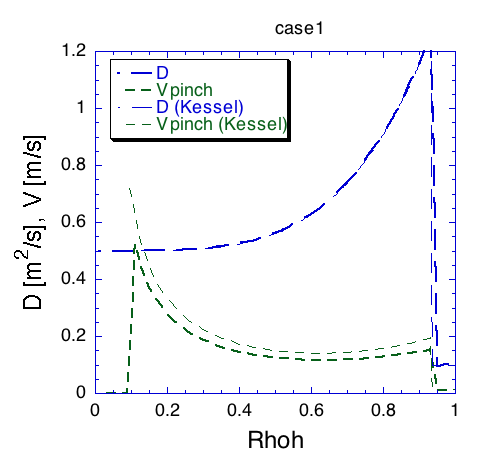 case1
D
Vpinch
D (Kessel)
Vpinch (Kessel)
D [m²/s], V [m/s]
1.2
1
0.8
0.6
0.4
0.2
0
0 0.2 0.4 0.6 0.8 1
Rhoh